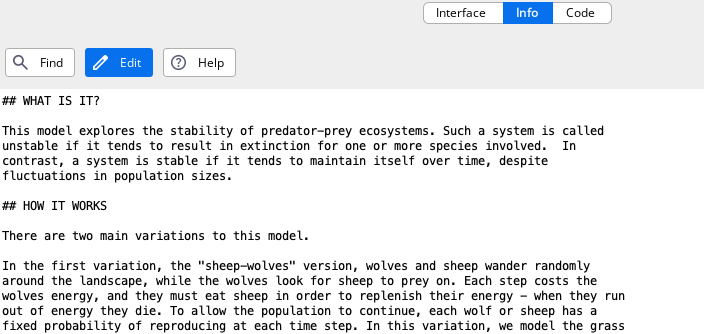 Interface Info Code
Find Edit Help
## WHAT IS IT?
This model explores the stability of predator-prey ecosystems. Such a system is called
unstable if it tends to result in extinction for one or more species involved.  In
contrast, a system is stable if it tends to maintain itself over time, despite
fluctuations in population sizes.
## HOW IT WORKS
There are two main variations to this model.
In the first variation, the "sheep-wolves" version, wolves and sheep wander randomly
around the landscape, while the wolves look for sheep to prey on. Each step costs the
wolves energy, and they must eat sheep in order to replenish their energy - when they run
out of energy they die. To allow the population to continue, each wolf or sheep has a
fixed probability of reproducing at each time step. In this variation, we model the grass